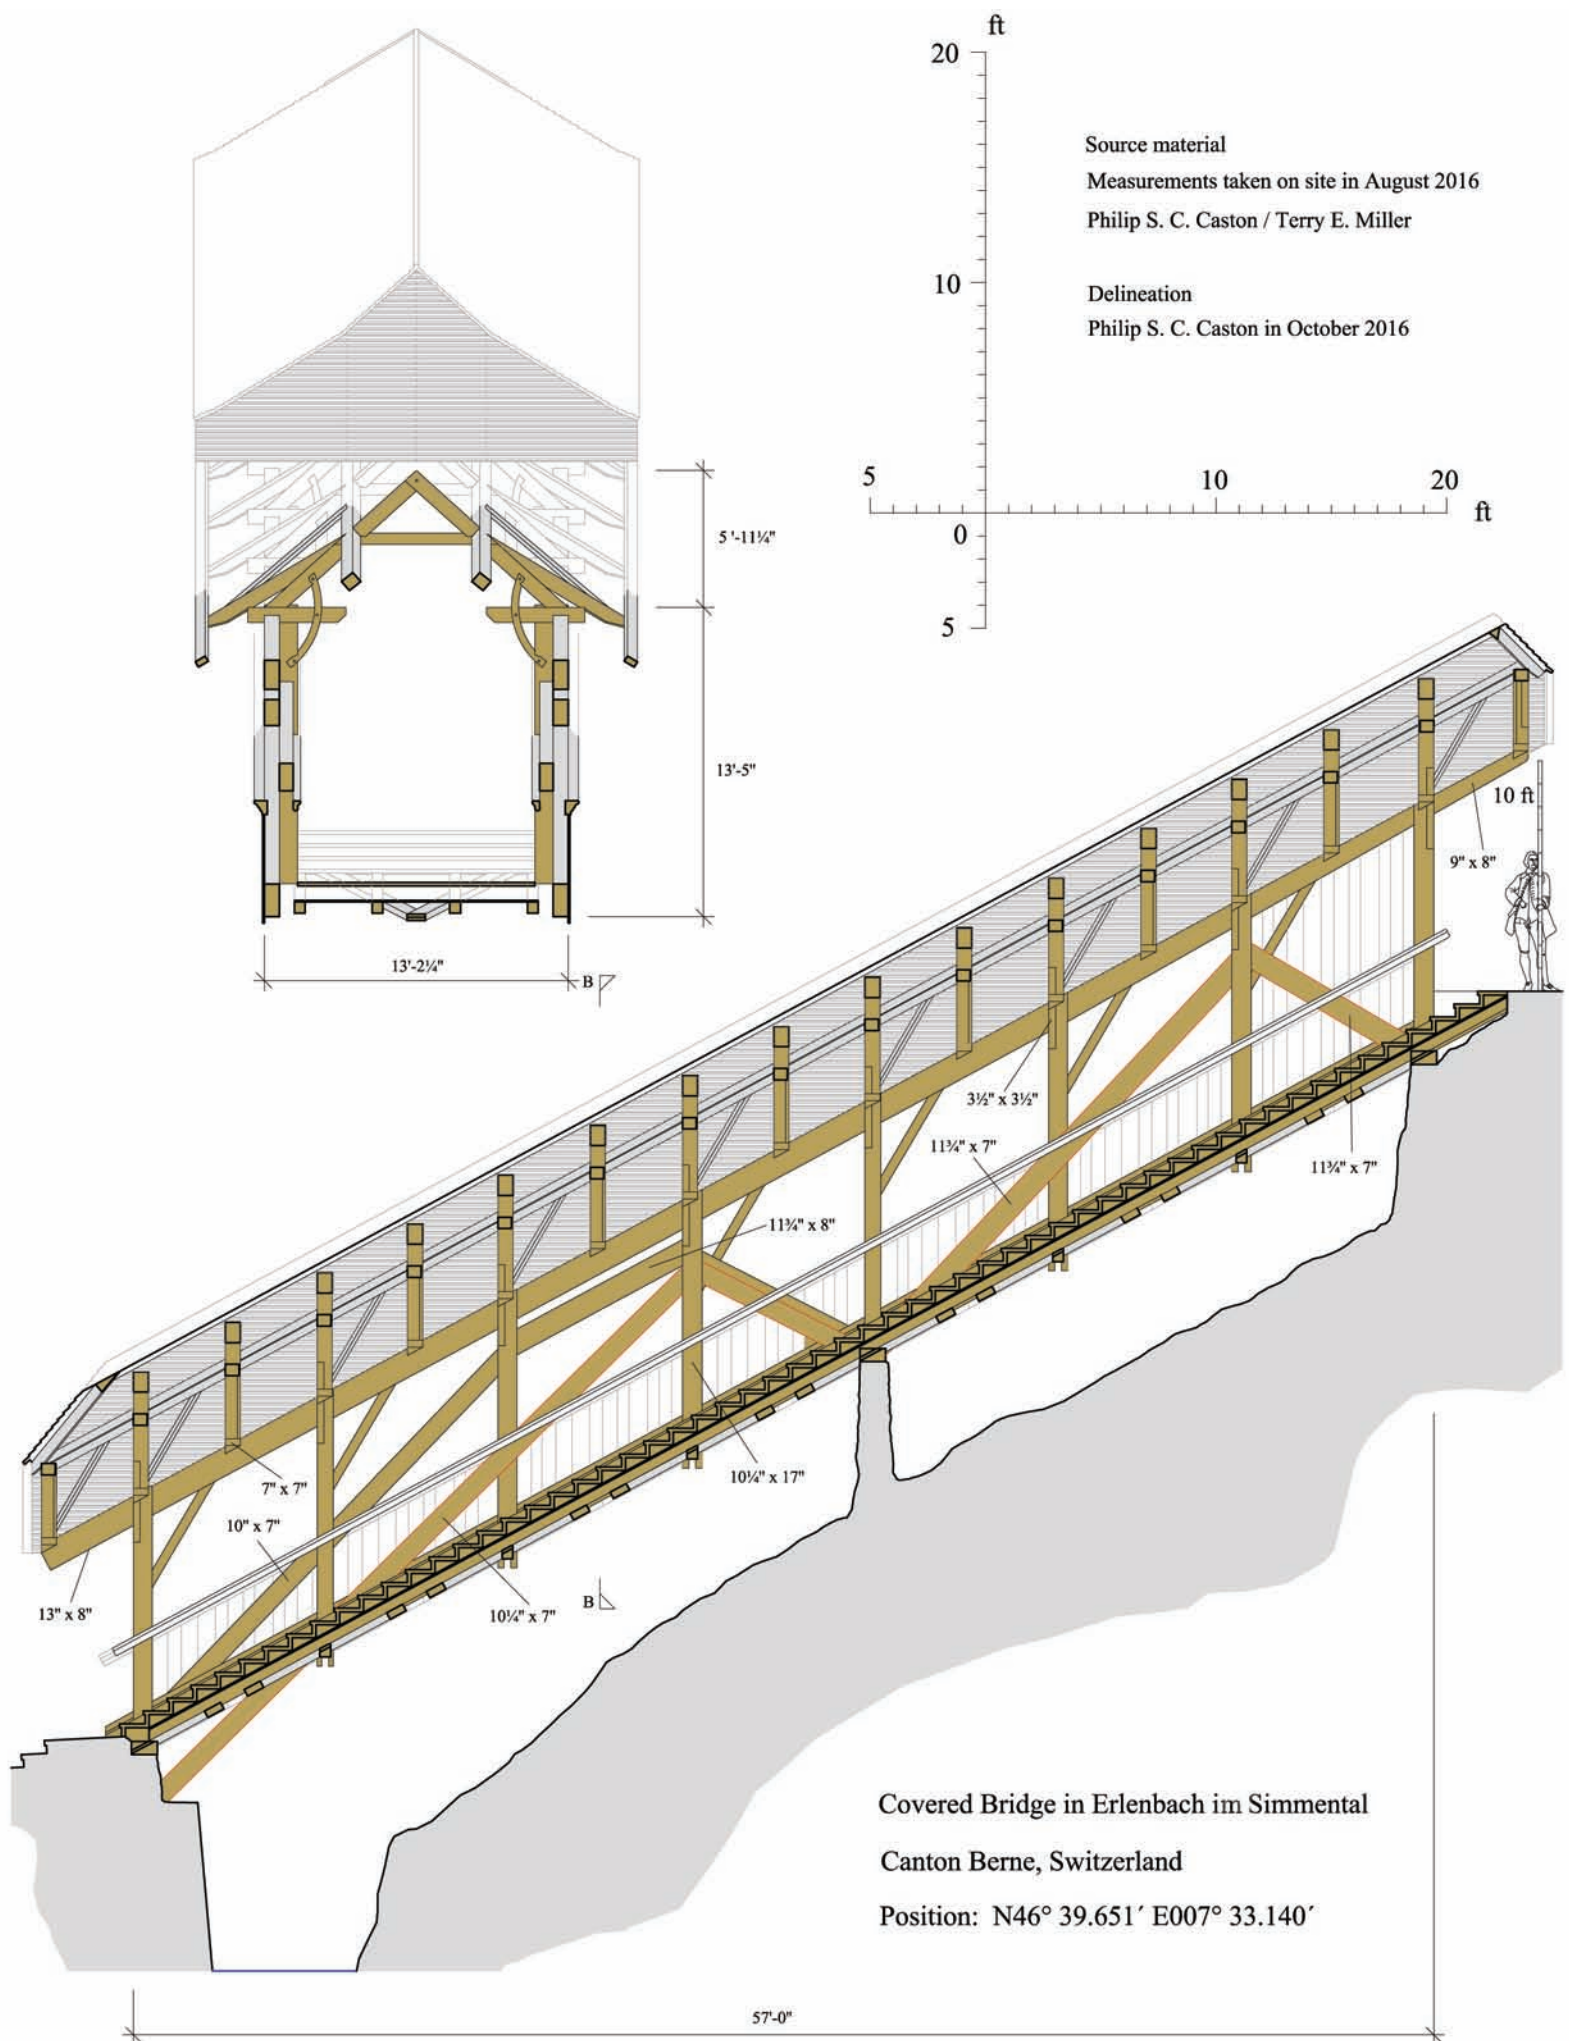 ft
20
Source material
Measurements taken on site in August 2016
Philip S. C. Caston / Terry E. Miller
10
Delineation
Philip S. C. Caston in October 2016
5
10
20
ft
0
5
5 '-11¼"
13'-5"
13'-2¼"
B
10 ft
9" x 8"
3½" x 3½"
11¾" x 7"
11¾" x 7"
11¾" x 8"
10¼" x 17"
7" x 7"
10" x 7"
13" x 8"
10¼" x 7"
B
Covered Bridge in Erlenbach im Simmental
Canton Berne, Switzerland
Position: N46° 39.651´ E007° 33.140´
57'-0"